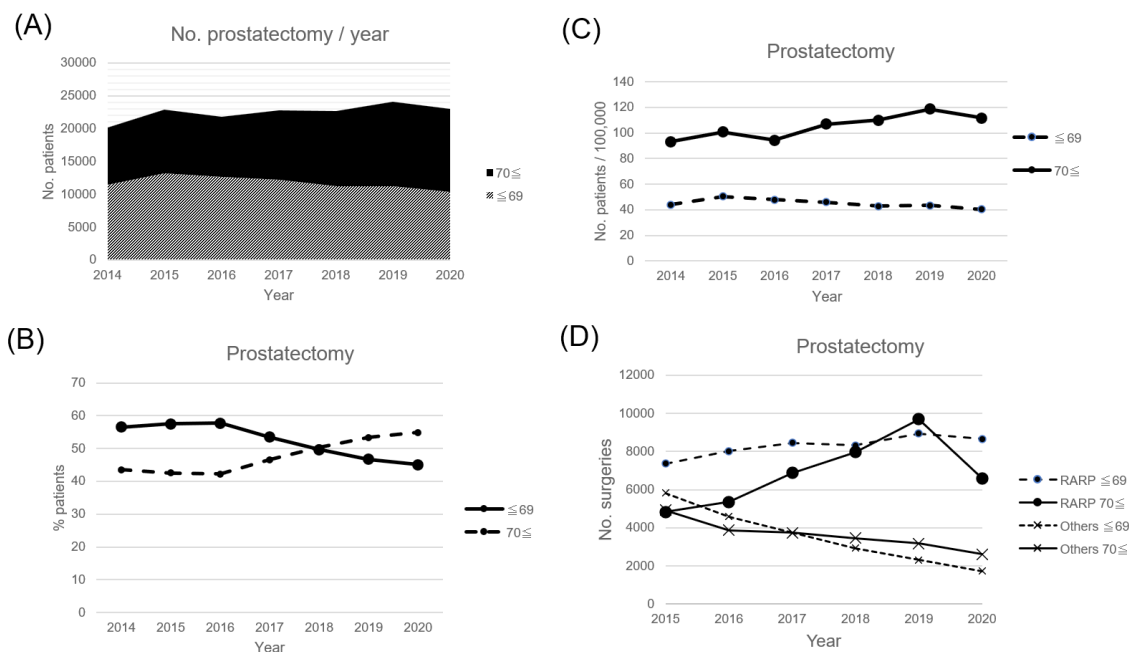 (A)
No. prostatectomy / year
30000
25000
20000
15000
10000
5000
0
No. patients
2014 2015 2016 2017 2018 2019 2020
Year
70≦
≦69
(C)
Prostatectomy
140
120
100
80
60
40
20
0
No. patients / 100,000
2014 2015 2016 2017 2018 2019 2020
Year
≦69
70≦
(B)
Prostatectomy
70
60
50
40
30
20
10
0
% patients
2014 2015 2016 2017 2018 2019 2020
Year
≦69
70≦
(D)
Prostatectomy
12000
10000
8000
6000
4000
2000
0
No. surgeries
2015 2016 2017 2018 2019 2020
Year
RARP ≦69
RARP 70≦
Others ≦69
Others 70≦